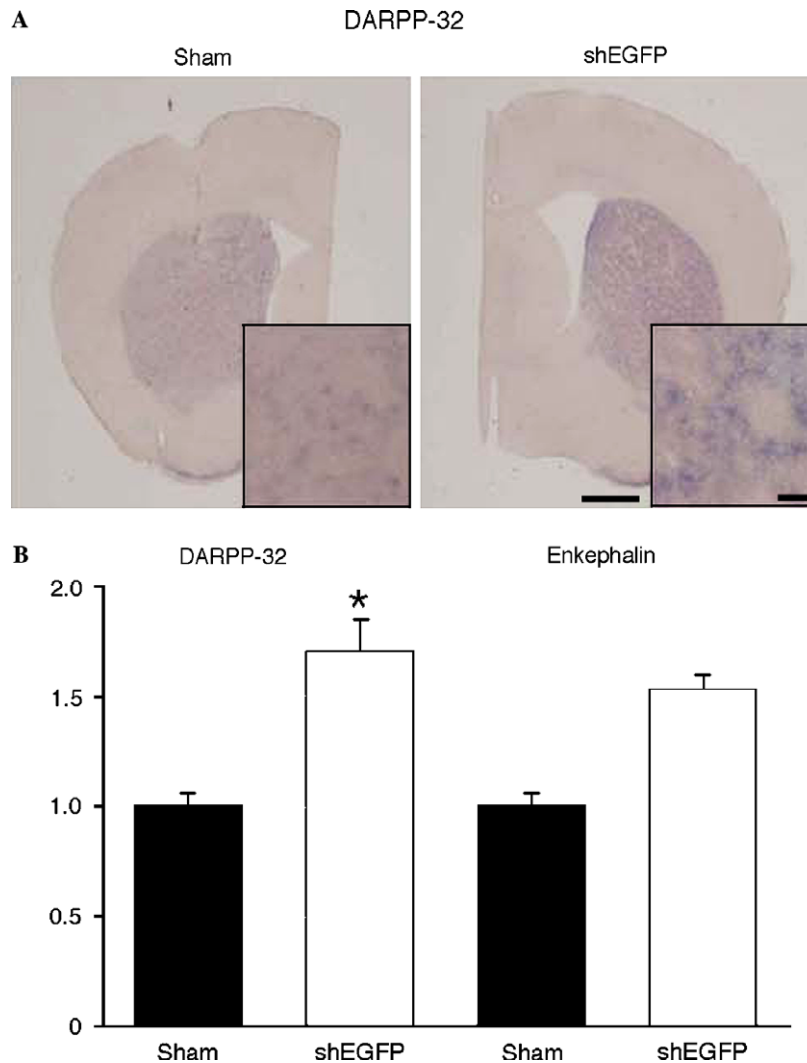 A
DARPP-32
Sham shEGFP
B
DARPP-32 Enkephalin
2.0
*
1.5
1.0
0.5
0
Sham shEGFP Sham shEGFP